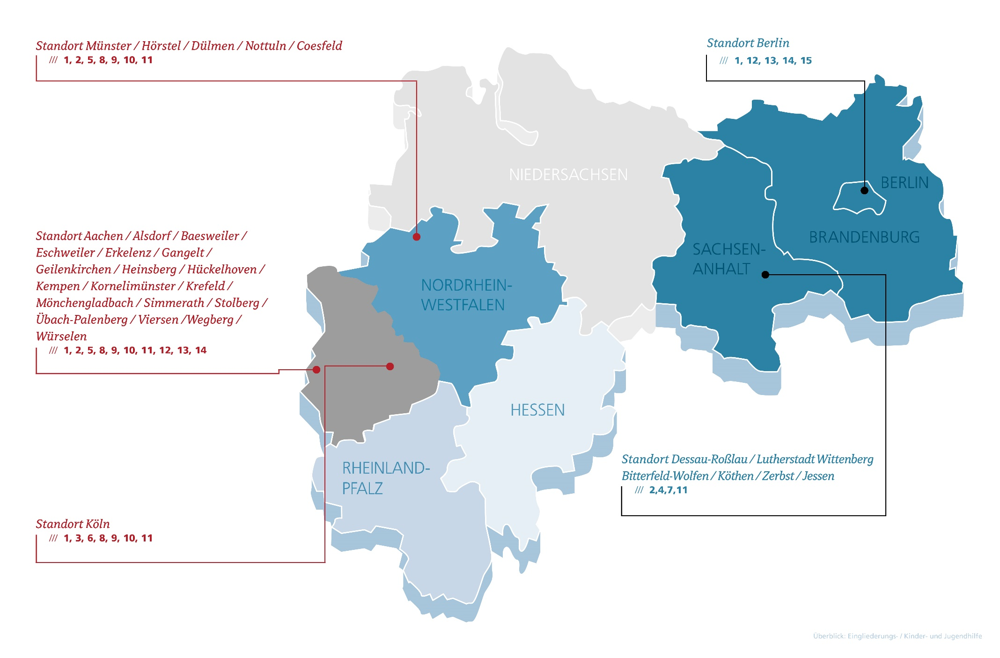 Standort Münster / Hörstel / Dülmen / Nottuln / Coesfeld
/// 1, 2, 5, 8, 9, 10, 11
Standort Berlin
/// 1, 12, 13, 14, 15
NIEDERSACHSEN
BERLIN
BRANDENBURG
SACHSEN-
ANHALT
Standort Aachen / Alsdorf / Baesweiler /
Eschweiler / Erkelenz / Gangelt /
Geilenkirchen / Heinsberg / Hückelhoven /
Kempen / Kornelimünster / Krefeld /
Mönchengladbach / Simmerath / Stolberg /
Übach-Palenberg / Viersen /Wegberg /
Würselen
/// 1, 2, 5, 8, 9, 10, 11, 12, 13, 14
NORDRHEIN-
WESTFALEN
HESSEN
RHEINLAND-
PFALZ
Standort Dessau-Roßlau / Lutherstadt Wittenberg
Bitterfeld-Wolfen / Köthen / Zerbst / Jessen
/// 2,4,7,11
Standort Köln
/// 1, 3, 6, 8, 9, 10, 11
Überblick: Eingliederungs- / Kinder- und Jugendhilfe